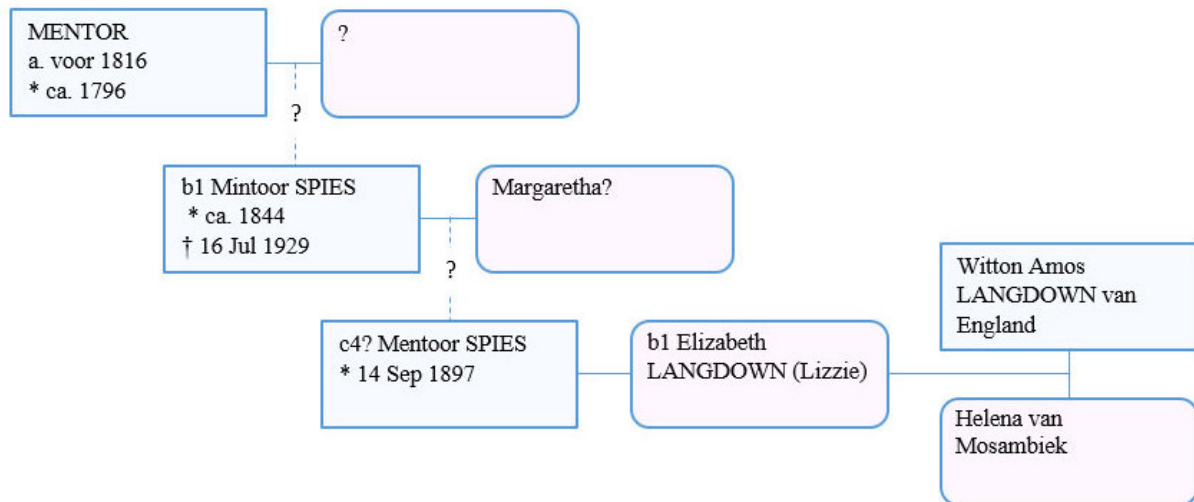 MENTOR
a. voor 1816
* ca. 1796
?
?
b1 Mintoor SPIES
* ca. 1844
† 16 Jul 1929
Margaretha?
?
c4? Mentoor SPIES
* 14 Sep 1897
b1 Elizabeth
LANGDOWN (Lizzie)
Witton Amos
LANGDOWN van
England
Helena van
Mosambiek